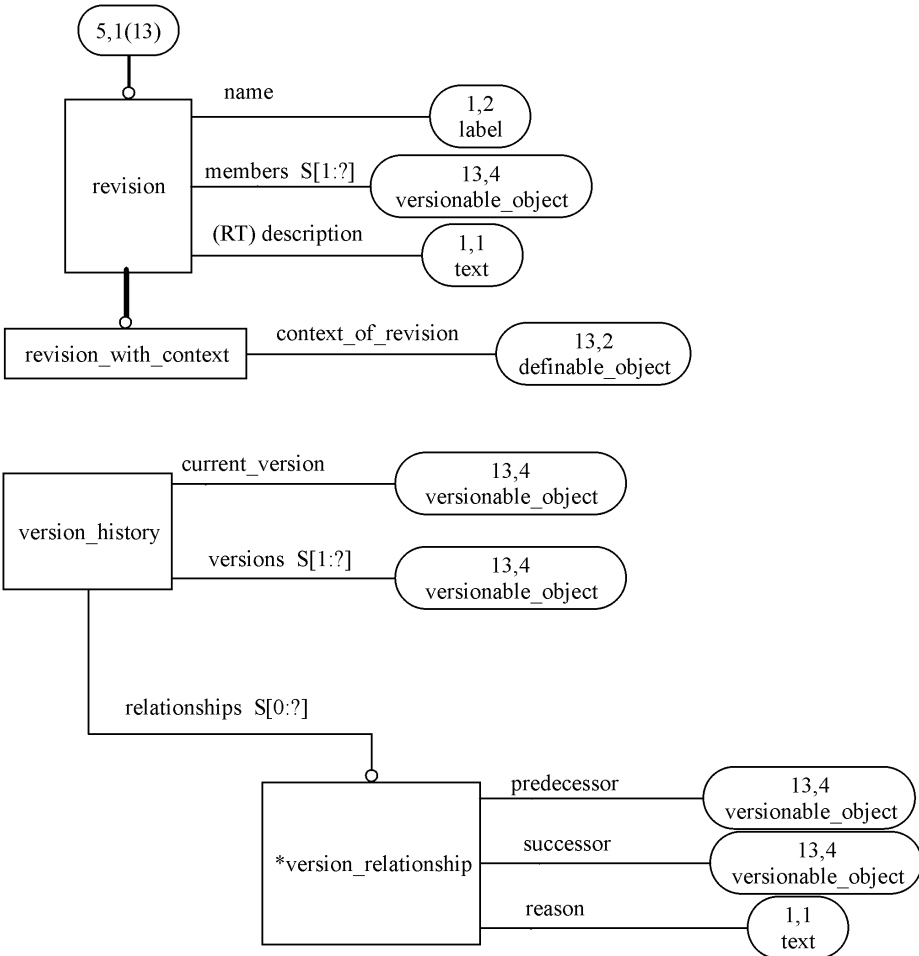 5,1(13)
name
1,2
label
members S[1:?]
13,4
versionable_object
revision
(RT) description
1,1
text
revision_with_context
context_of_revision
13,2
definable_object
current_version
13,4
versionable_object
version_history
versions S[1:?]
13,4
versionable_object
relationships S[0:?]
predecessor
13,4
versionable_object
successor
13,4
versionable_object
*version_relationship
reason
1,1
text